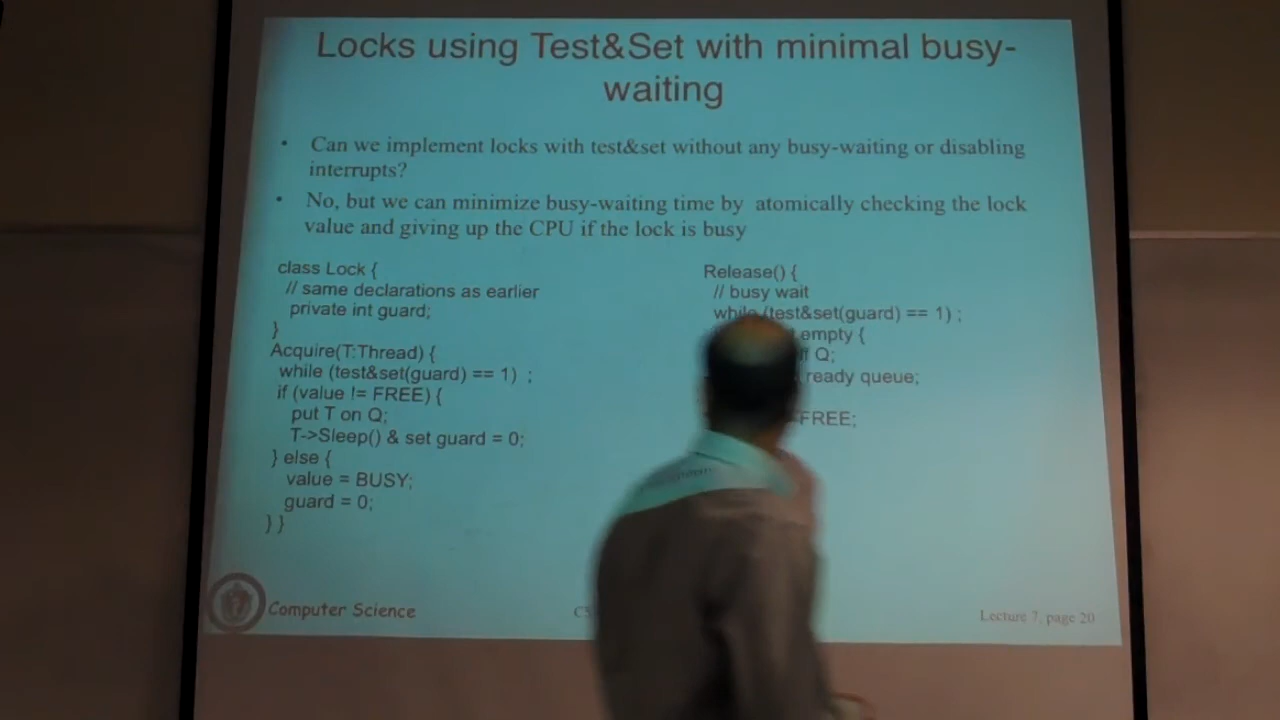 Locks using Test&Set with minimal busy-
waiting
• Can we implement locks with test&set without any busy-waiting or disabling
interrupts?
• No, but we can minimize busy-waiting time by atomically checking the lock
value and giving up the CPU if the lock is busy
class Lock {
// same declarations as earlier
private int guard;
}
Acquire(T:Thread) {
while (test&set(guard) == 1) ;
if (value != FREE) {
put T on Q;
T->Sleep() & set guard = 0;
} else {
value = BUSY;
guard = 0;
} }
Release() {
// busy wait
while (test&set(guard) == 1) ;
empty {
Q;
ready queue;
FREE;
Computer Science
Lecture 7, page 20